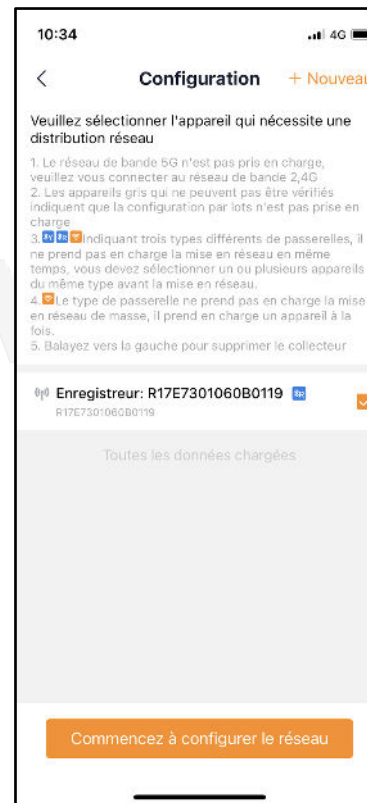 10:34 4G
Configuration + Nouveau
Veuillez sélectionner l'appareil qui nécessite une
distribution réseau
1. Le réseau de bande 5G n'est pas pris en charge,
veuillez vous connecter au réseau de bande 2,4G
2. Les appareils gris qui ne peuvent pas être vérifiés
indiquent que la configuration par lots n'est pas prise en
charge
3. Indiquant trois types différents de passerelles, il
ne prend pas en charge la mise en réseau en même
temps, vous devez sélectionner un ou plusieurs appareils
du même type avant la mise en réseau.
4. Le type de passerelle ne prend pas en charge la mise
en réseau de masse, il prend en charge un appareil à la
fois.
5. Balayez vers la gauche pour supprimer le collecteur
Enregistreur: R17E7301060B0119
R17E7301060B0119
Toutes les données chargées
Commencez à configurer le réseau